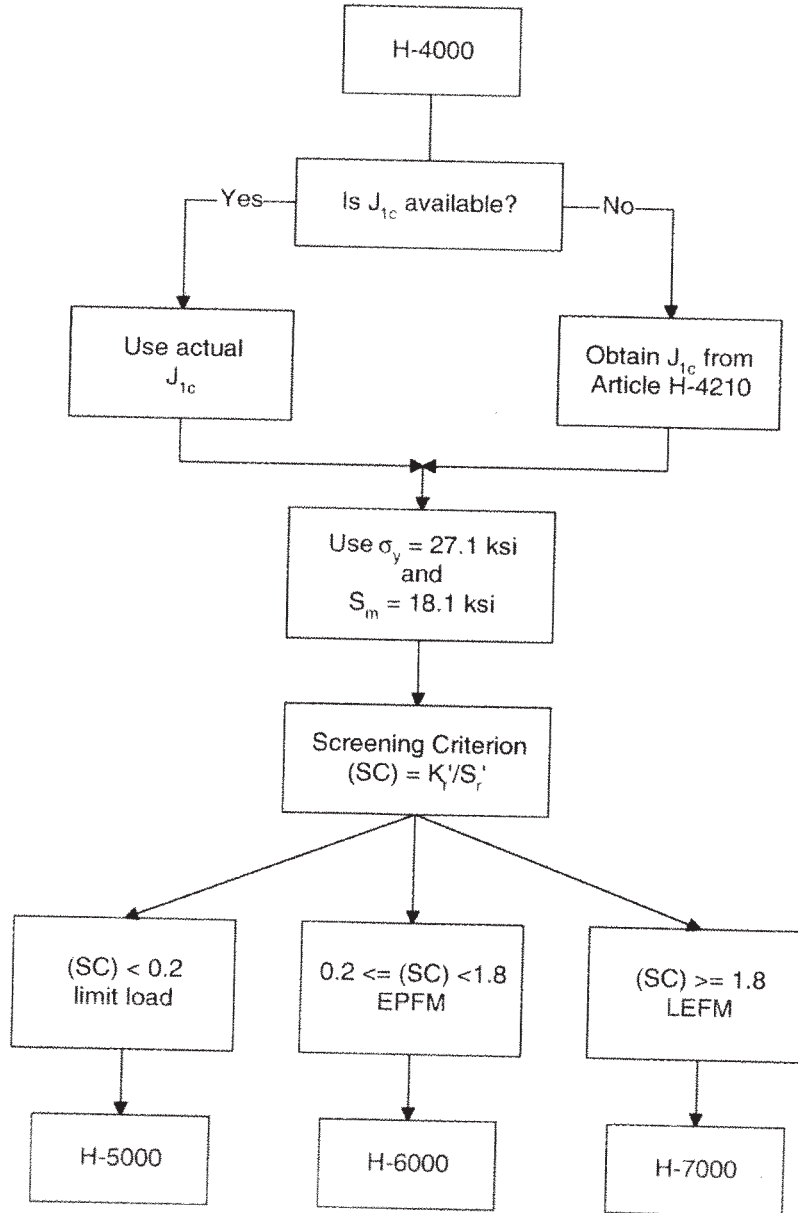 H-4000
Is J1c available?
Yes
No
Use actual
J1c
Obtain J1c from
Article H-4210
Use σy = 27.1 ksi
and
Sm = 18.1 ksi
Screening Criterion
(SC) = Kr'/Sr'
(SC) < 0.2
limit load
0.2 <= (SC) <1.8
EPFM
(SC) >= 1.8
LEFM
H-5000
H-6000
H-7000